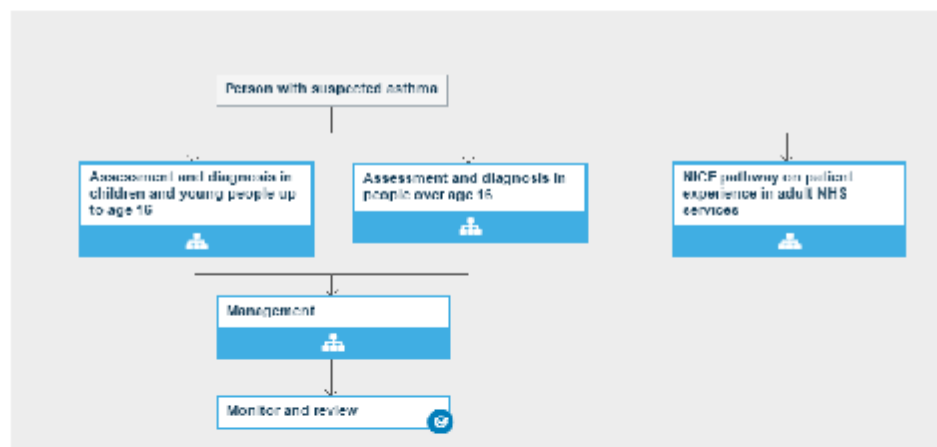 Person with suspected asthma
Assessment and diagnosis in
children and young people up
to age 16
Assessment and diagnosis in
people over age 16
NICE pathway on patient
experience in adult NHS
services
Management
Monitor and review